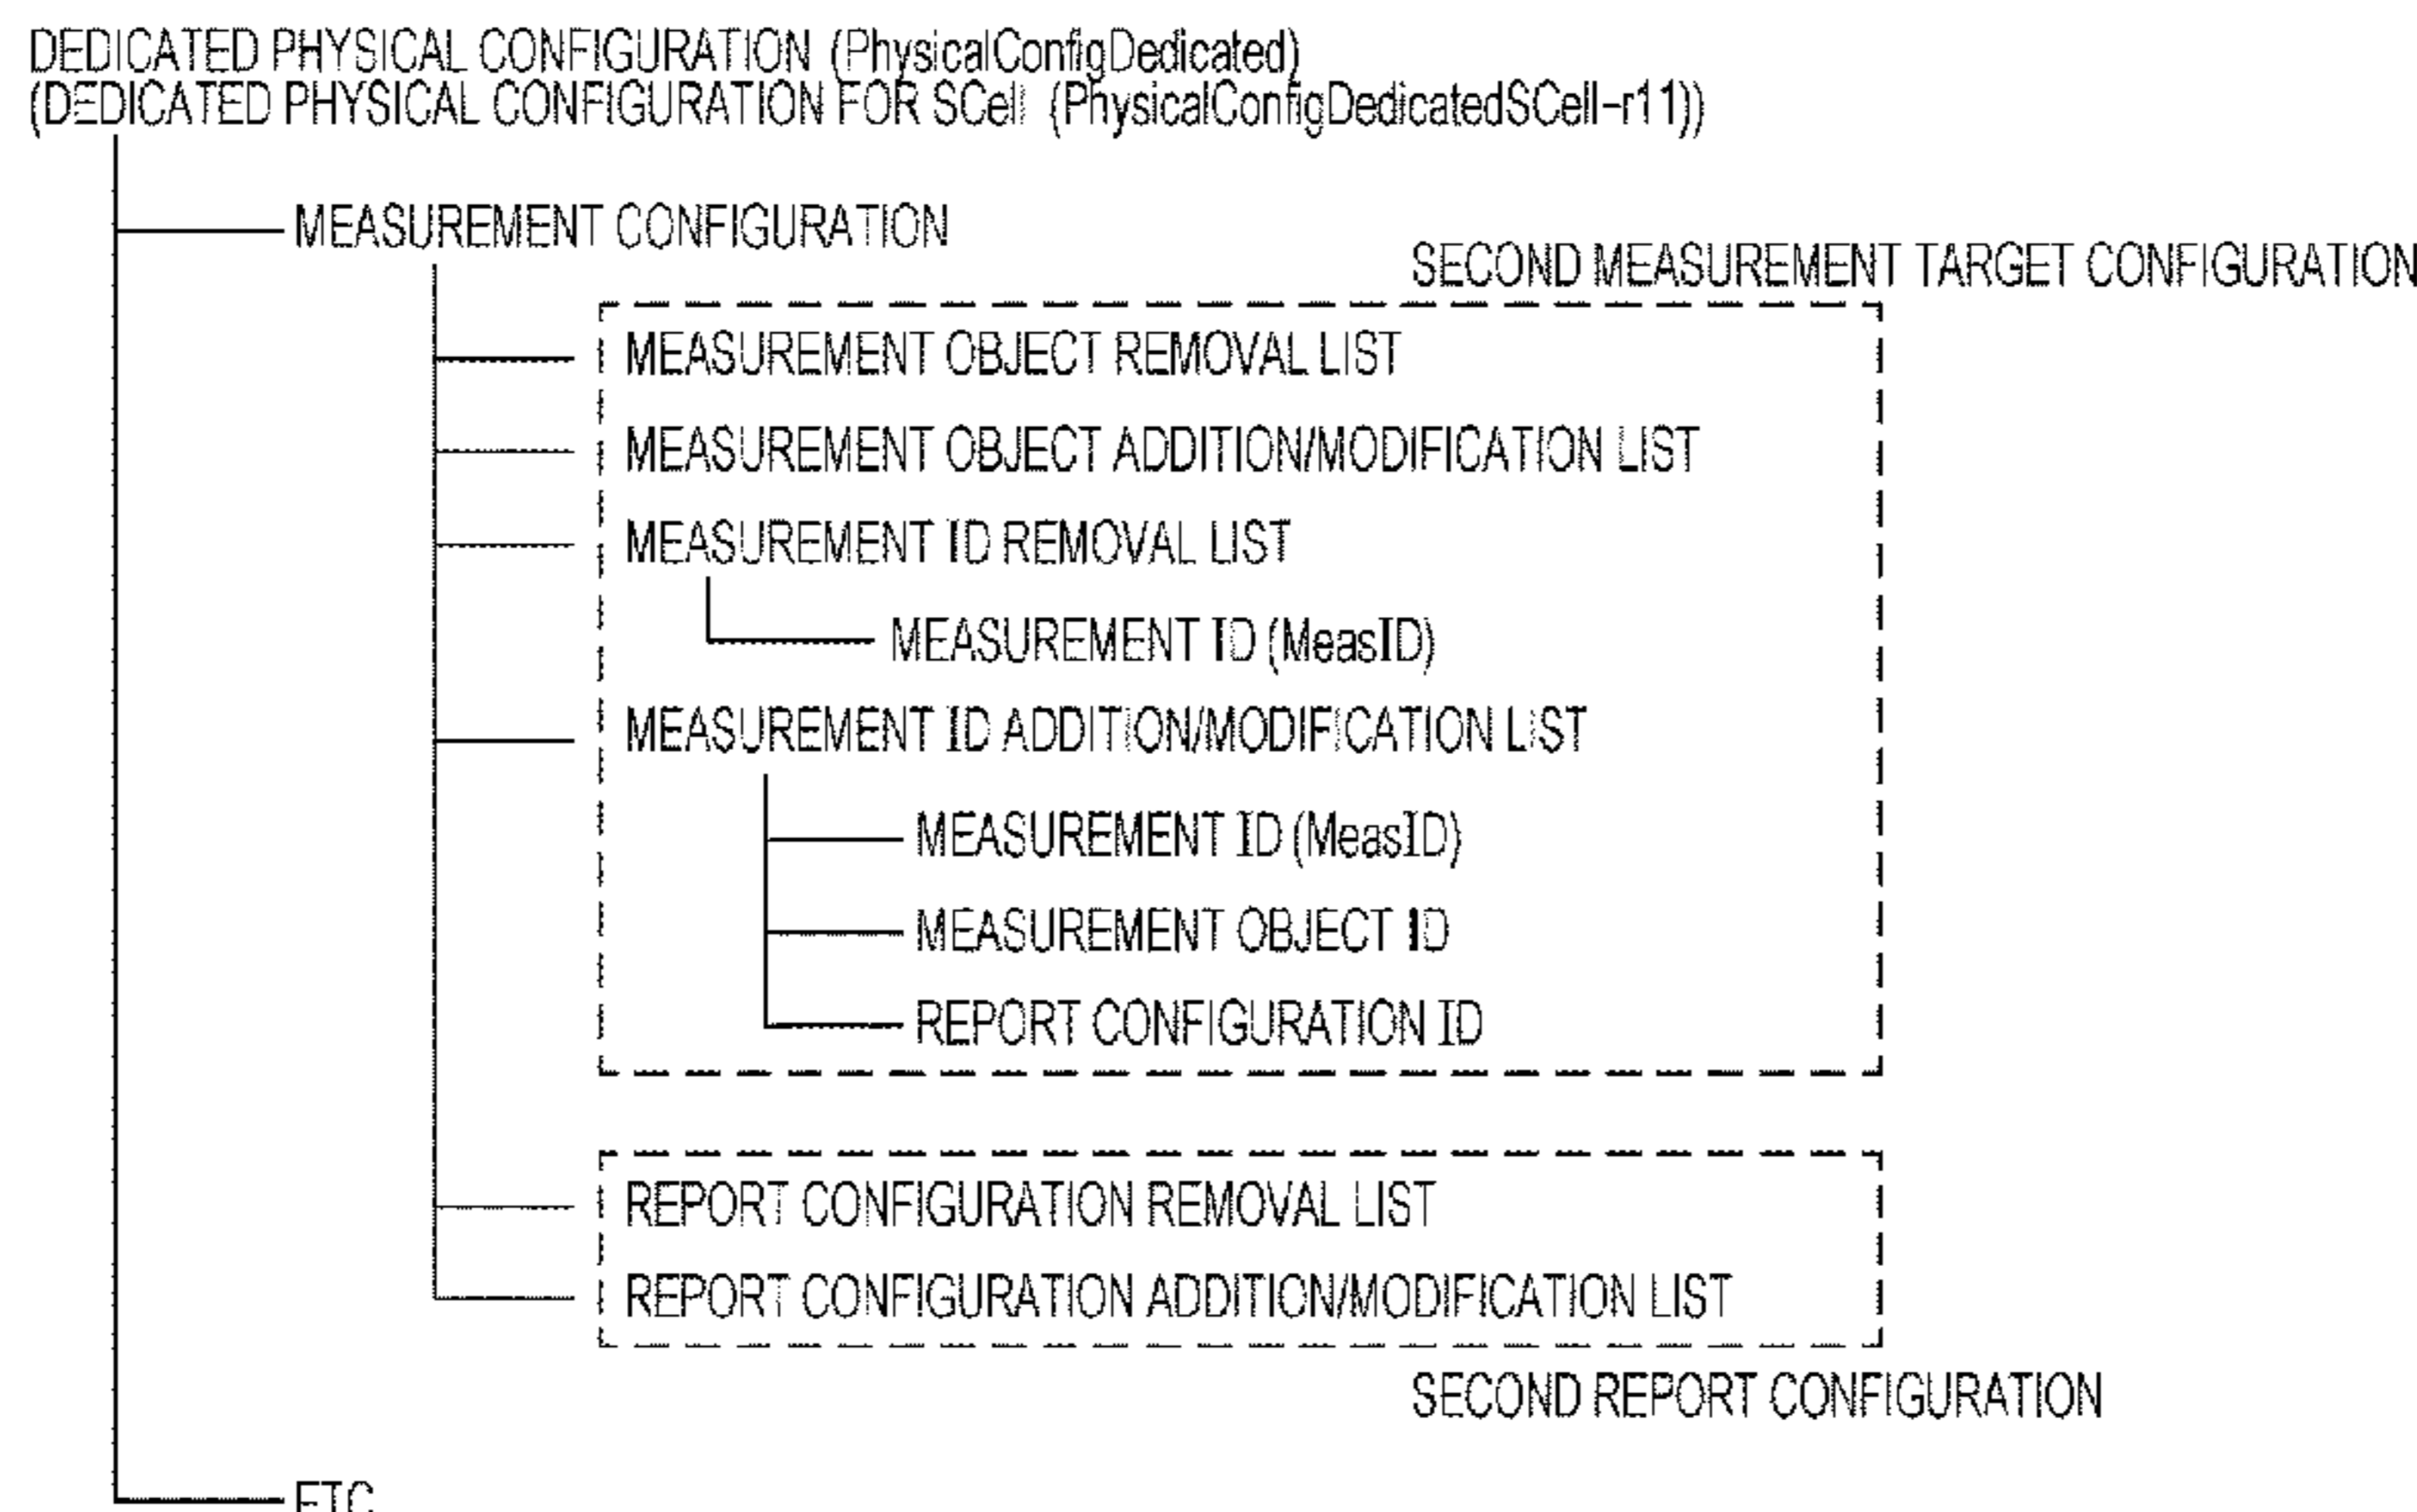 DEDICATED PHYSICAL CONFIGURATION (PhysicalConfigDedicated)
(DEDICATED PHYSICAL CONFIGURATION FOR SCell (PhysicalConfigDedicatedSCell-r11))
MEASUREMENT CONFIGURATION
SECOND MEASUREMENT TARGET CONFIGURATION
MEASUREMENT OBJECT REMOVAL LIST
MEASUREMENT OBJECT ADDITION/MODIFICATION LIST
MEASUREMENT ID REMOVAL LIST
MEASUREMENT ID (MeasID)
MEASUREMENT ID ADDITION/MODIFICATION LIST
MEASUREMENT ID (MeasID)
MEASUREMENT OBJECT ID
REPORT CONFIGURATION ID
REPORT CONFIGURATION REMOVAL LIST
REPORT CONFIGURATION ADDITION/MODIFICATION LIST
SECOND REPORT CONFIGURATION
ETC